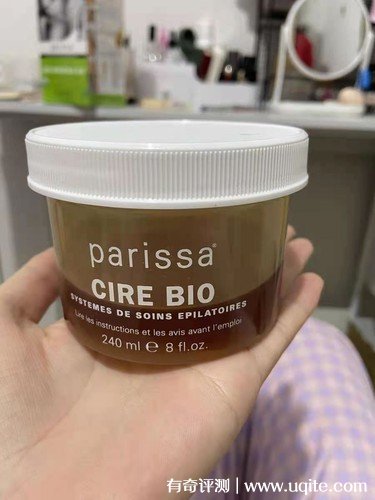 parissa®
CIRE BIO
SYSTEMES DE SOINS EPILATOIRES
Lire les instructions et les avis avant l'emploi
240 ml ℮ 8 fl.oz.
有奇评测 | www.uqite.com